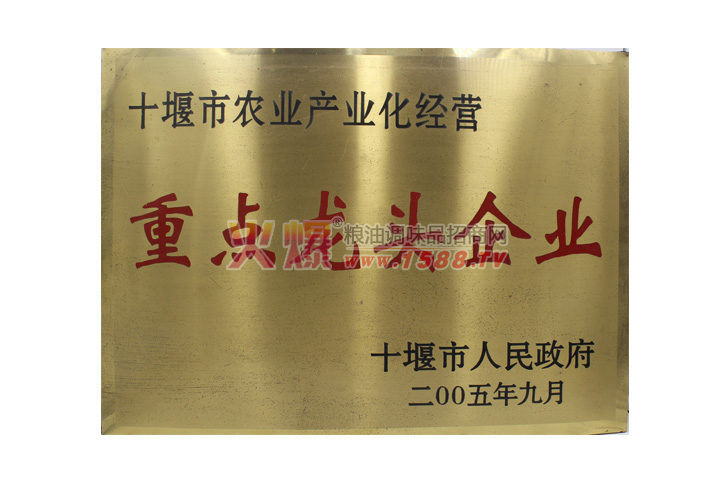 十堰市农业产业化经营
重点龙头企业
火爆®粮油调味品招商网
www.1588.tv
十堰市人民政府
二00五年九月